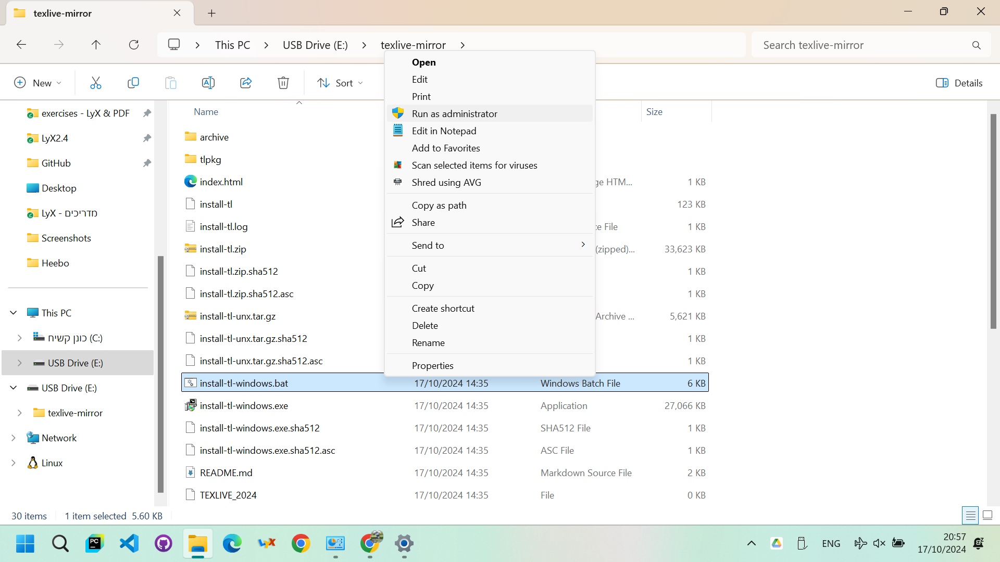 texlive-mirror
This PC
USB Drive (E:)
texlive-mirror
Search texlive-mirror
New
Sort
Details
exercises - LyX & PDF
LyX2.4
GitHub
Desktop
LyX - מדריכים
Screenshots
Heebo
This PC
כונן קשיח (C:)
USB Drive (E:)
USB Drive (E:)
texlive-mirror
Network
Linux
Name
Size
archive
tlpkg
index.html
ge HTM...
1 KB
install-tl
123 KB
install-tl.log
ce File
1 KB
install-tl.zip
(zipped)...
33,623 KB
install-tl.zip.sha512
1 KB
install-tl.zip.sha512.asc
1 KB
install-tl-unx.tar.gz
Archive ...
5,621 KB
install-tl-unx.tar.gz.sha512
1 KB
install-tl-unx.tar.gz.sha512.asc
1 KB
install-tl-windows.bat
17/10/2024 14:35
Windows Batch File
6 KB
install-tl-windows.exe
17/10/2024 14:35
Application
27,066 KB
install-tl-windows.exe.sha512
17/10/2024 14:35
SHA512 File
1 KB
install-tl-windows.exe.sha512.asc
17/10/2024 14:35
ASC File
1 KB
README.md
17/10/2024 14:35
Markdown Source File
2 KB
TEXLIVE_2024
17/10/2024 14:35
File
0 KB
Open
Edit
Print
Run as administrator
Edit in Notepad
Add to Favorites
Scan selected items for viruses
Shred using AVG
Copy as path
Share
Send to
Cut
Copy
Create shortcut
Delete
Rename
Properties
30 items
1 item selected 5.60 KB
PC
ENG
20:57
17/10/2024